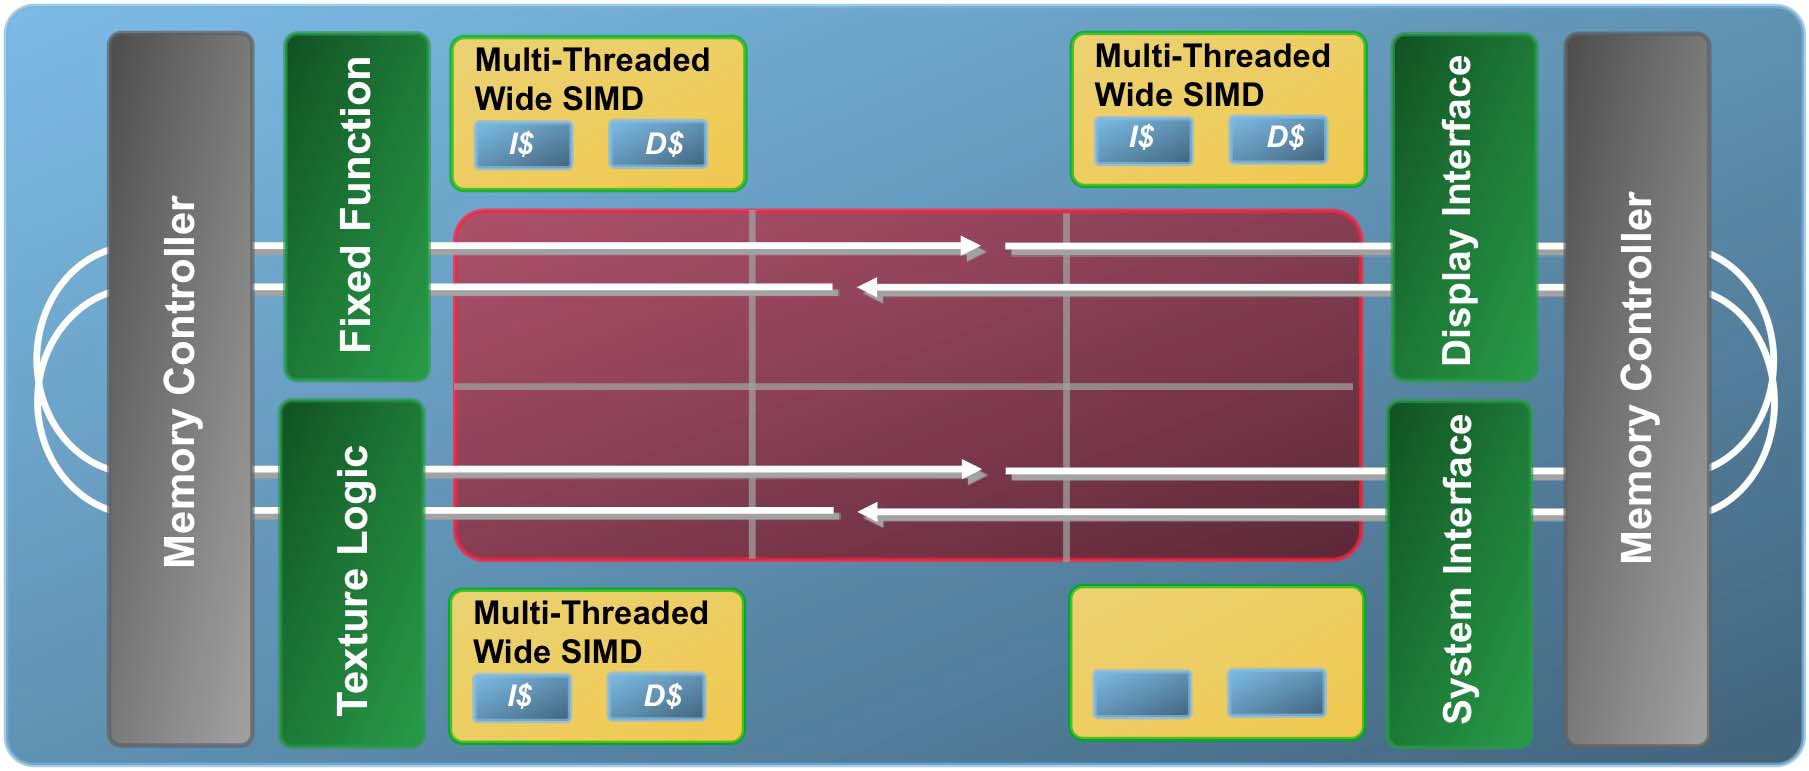 Memory Controller
Fixed Function
Texture Logic
Multi-Threaded
Wide SIMD
I$ D$
Multi-Threaded
Wide SIMD
I$ D$
Multi-Threaded
Wide SIMD
I$ D$
Display Interface
System Interface
Memory Controller